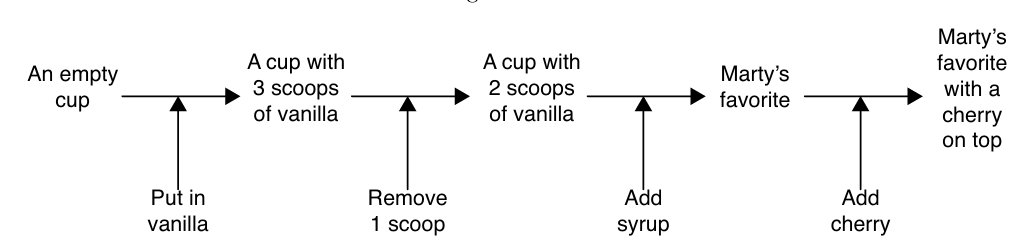 An empty
cup
A cup with
3 scoops
of vanilla
A cup with
2 scoops
of vanilla
Marty's
favorite
Marty's
favorite
with a
cherry
on top
Put in
vanilla
Remove
1 scoop
Add
syrup
Add
cherry